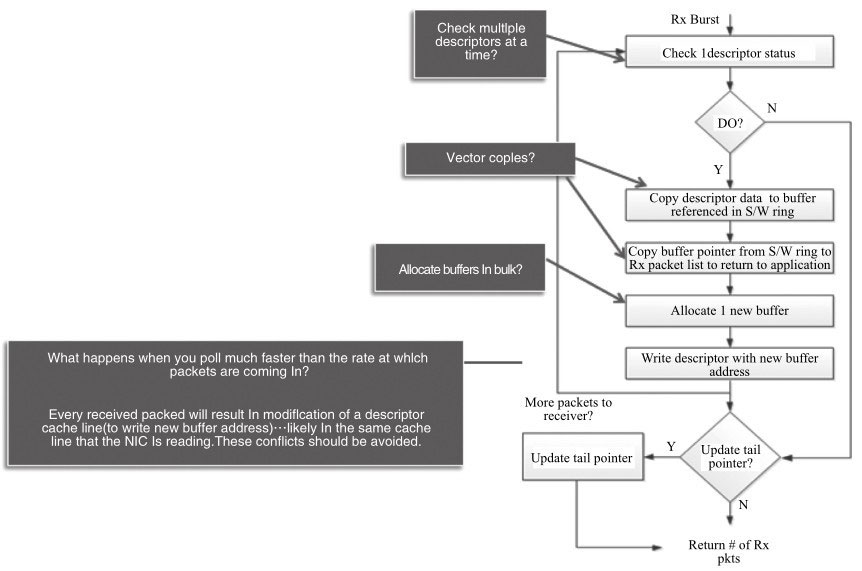 Check multlple
descriptors at a
time?
Rx Burst
Check 1descriptor status
DO?
N
Y
Vector coples?
Copy descriptor data to buffer
referenced in S/W ring
Copy buffer pointer from S/W ring to
Rx packet list to return to application
Allocate buffers In bulk?
Allocate 1 new buffer
Write descriptor with new buffer
address
What happens when you poll much faster than the rate at whlch
packets are coming In?
Every received packed will result In modiflcation of a descriptor
cache line(to write new buffer address)···likely In the same cache
line that the NIC Is reading.These conflicts should be avoided.
More packets to
receiver?
Update tail
pointer?
Y
Update tail pointer
N
Return # of Rx
pkts